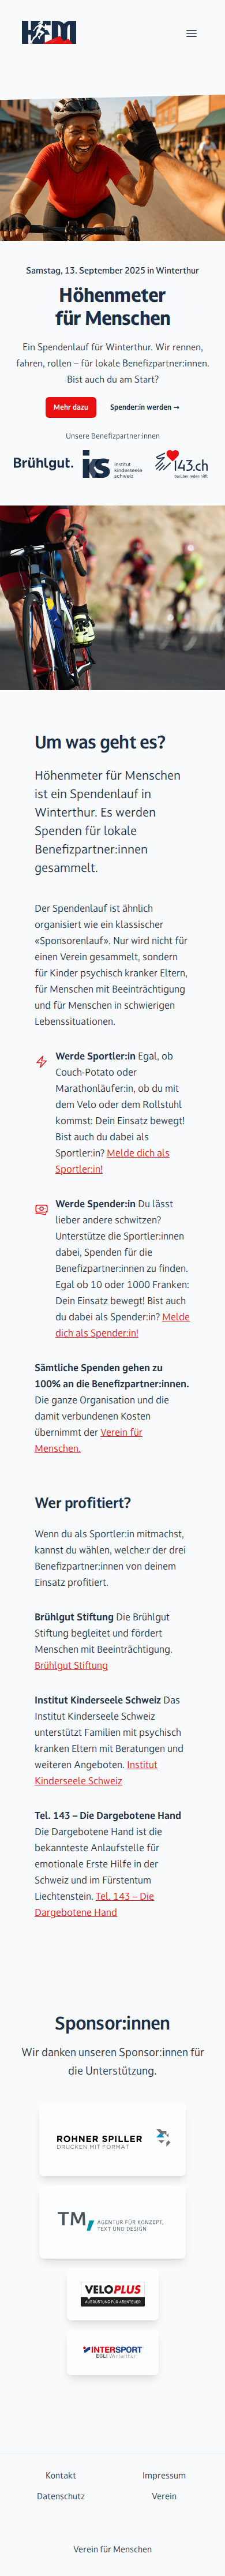 HFM
Samstag, 13. September 2025 in Winterthur
Höhenmeter
für Menschen
Ein Spendenlauf für Winterthur. Wir rennen,
fahren, rollen – für lokale Benefizpartner:innen.
Bist auch du am Start?
Mehr dazu
Spender:in werden →
Unsere Benefizpartner:innen
Brühlgut.
iks institut
kinderseele
schweiz
143.ch
Um was geht es?
Höhenmeter für Menschen
ist ein Spendenlauf in
Winterthur. Es werden
Spenden für lokale
Benefizpartner:innen
gesammelt.
Der Spendenlauf ist ähnlich
organisiert wie ein klassischer
«Sponsorenlauf». Nur wird nicht für
einen Verein gesammelt, sondern
für Kinder psychisch kranker Eltern,
für Menschen mit Beeinträchtigung
und für Menschen in schwierigen
Lebenssituationen.
Werde Sportler:in Egal, ob
Couch-Potato oder
Marathonläufer:in, ob du mit
dem Velo oder dem Rollstuhl
kommst: Dein Einsatz bewegt!
Bist auch du dabei als
Sportler:in? Melde dich als
Sportler:in!
Werde Spender:in Du lässt
lieber andere schwitzen?
Unterstütze die Sportler:innen
dabei, Spenden für die
Benefizpartner:innen zu finden.
Egal ob 10 oder 1000 Franken:
Dein Einsatz bewegt! Bist auch
du dabei als Spender:in? Melde
dich als Spender:in!
Sämtliche Spenden gehen zu
100% an die Benefizpartner:innen.
Die ganze Organisation und die
damit verbundenen Kosten
übernimmt der Verein für
Menschen.
Wer profitiert?
Wenn du als Sportler:in mitmachst,
kannst du wählen, welche:r der drei
Benefizpartner:innen von deinem
Einsatz profitiert.
Brühlgut Stiftung Die Brühlgut
Stiftung begleitet und fördert
Menschen mit Beeinträchtigung.
Brühlgut Stiftung
Institut Kinderseele Schweiz Das
Institut Kinderseele Schweiz
unterstützt Familien mit psychisch
kranken Eltern mit Beratungen und
weiteren Angeboten. Institut
Kinderseele Schweiz
Tel. 143 – Die Dargebotene Hand
Die Dargebotene Hand ist die
bekannteste Anlaufstelle für
emotionale Erste Hilfe in der
Schweiz und im Fürstentum
Liechtenstein. Tel. 143 – Die
Dargebotene Hand
Sponsor:innen
Wir danken unseren Sponsor:innen für
die Unterstützung.
ROHNER SPILLER
DRUCKEN MIT FORMAT
TM
AGENTUR FÜR KONZEPT,
TEXT UND DESIGN
VELOPLUS
AUSRÜSTUNG FÜR ABENTEUER
INTERSPORT
EGLI Winterthur
Kontakt
Impressum
Datenschutz
Verein
Verein für Menschen